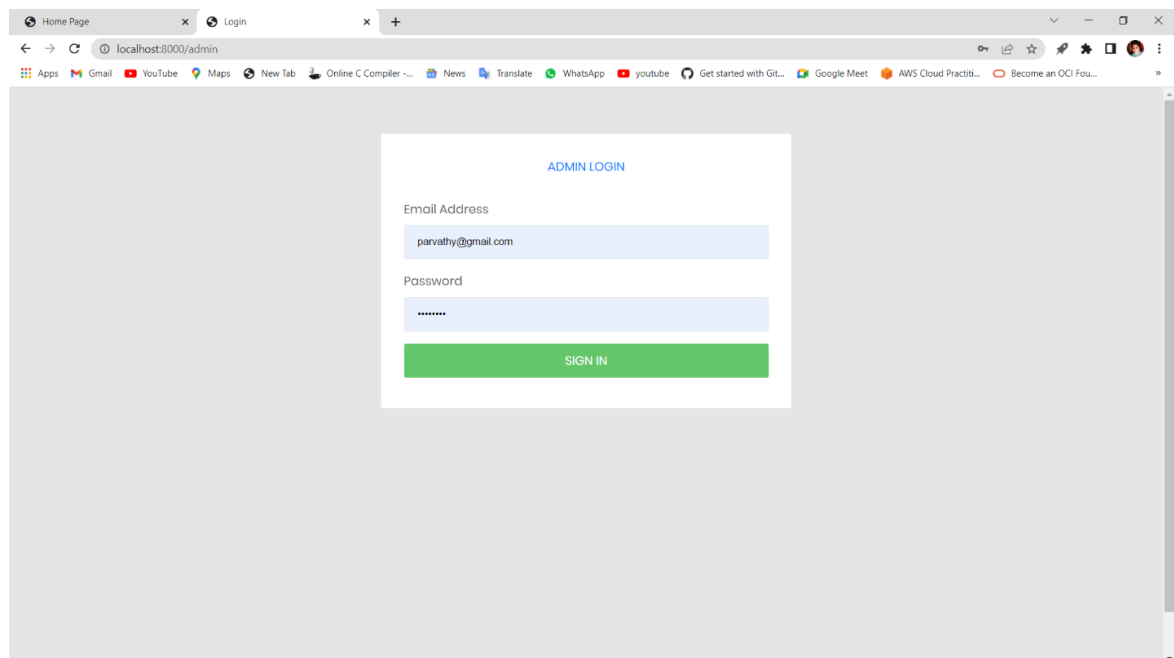 Home Page
Login
localhost:8000/admin
Apps Gmail YouTube Maps New Tab Online C Compiler -... News Translate WhatsApp youtube Get started with Git... Google Meet AWS Cloud Practiti... Become an OCI Fou... »
ADMIN LOGIN
Email Address
parvathy@gmail.com
Password
••••••••
SIGN IN